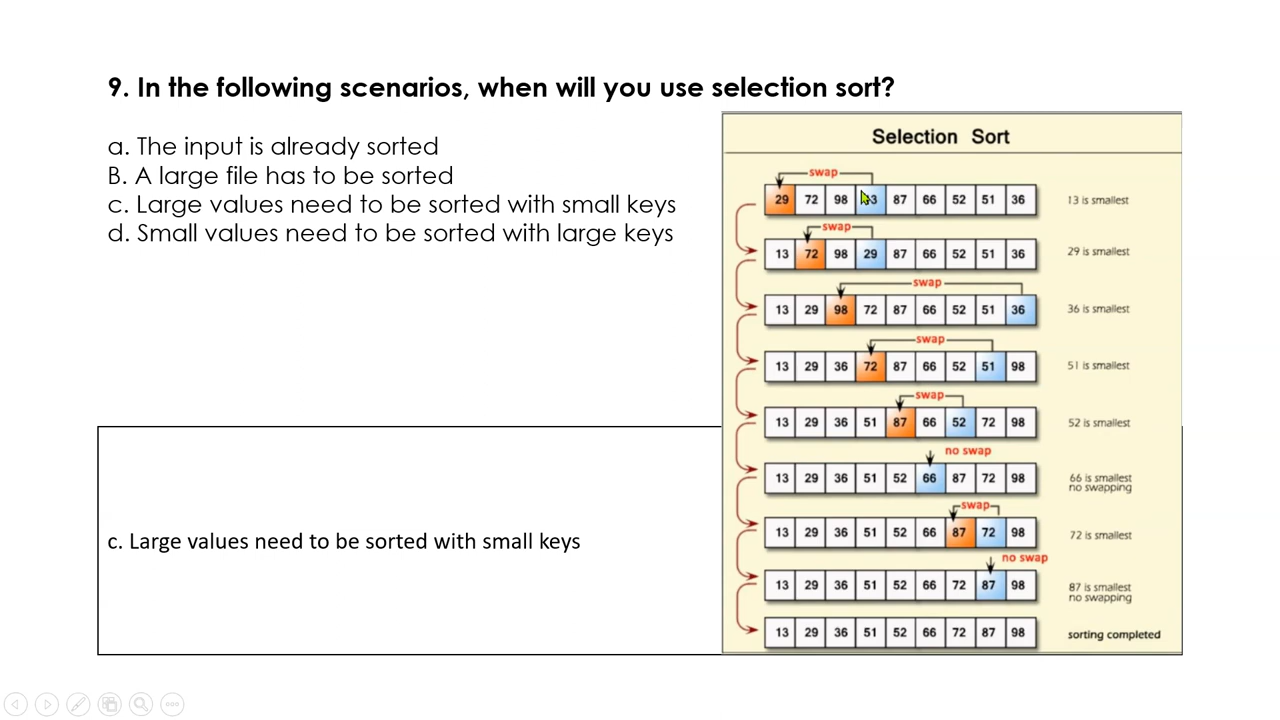 9. In the following scenarios, when will you use selection sort?
a. The input is already sorted
B. A large file has to be sorted
c. Large values need to be sorted with small keys
d. Small values need to be sorted with large keys
c. Large values need to be sorted with small keys
Selection Sort
swap
29 72 98 87 66 52 51 36 13 is smallest
swap
13 72 98 29 87 66 52 51 36 29 is smallest
swap
13 29 98 72 87 66 52 51 36 36 is smallest
swap
13 29 36 72 87 66 52 51 98 51 is smallest
swap
13 29 36 51 87 66 52 72 98 52 is smallest
no swap
13 29 36 51 52 66 87 72 98 66 is smallest
no swapping
swap
13 29 36 51 52 66 87 72 98 72 is smallest
no swap
13 29 36 51 52 66 72 87 98 87 is smallest
no swapping
13 29 36 51 52 66 72 87 98 sorting completed